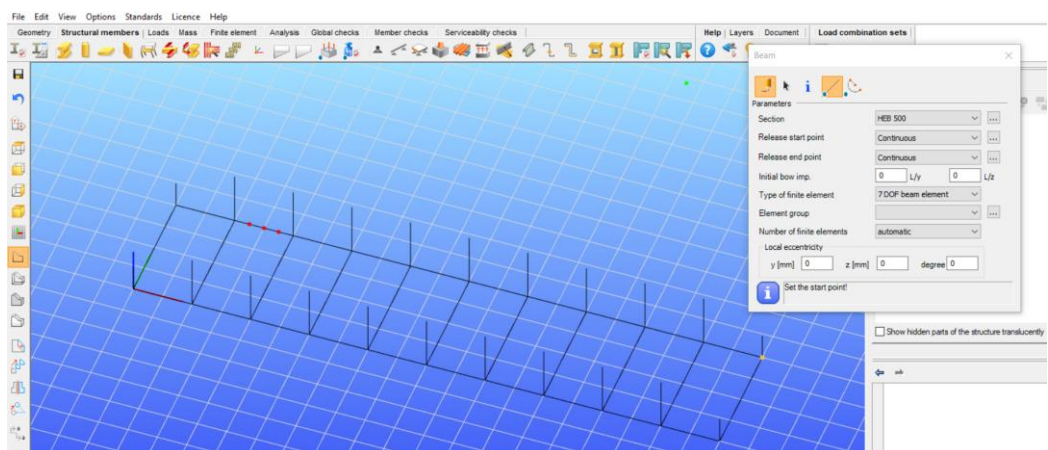 File Edit View Options Standards Licence Help
Geometry Structural members Loads Mass Finite element Analysis Global checks Member checks Serviceability checks Help Layers Document Load combination sets
Beam
Parameters
Section HEB 500
Release start point Continuous
Release end point Continuous
Initial bow imp. 0 L/y 0 L/z
Type of finite element 7 DOF beam element
Element group
Number of finite elements automatic
Local eccentricity
y [mm] 0 z [mm] 0 degree 0
Set the start point!
Show hidden parts of the structure translucently